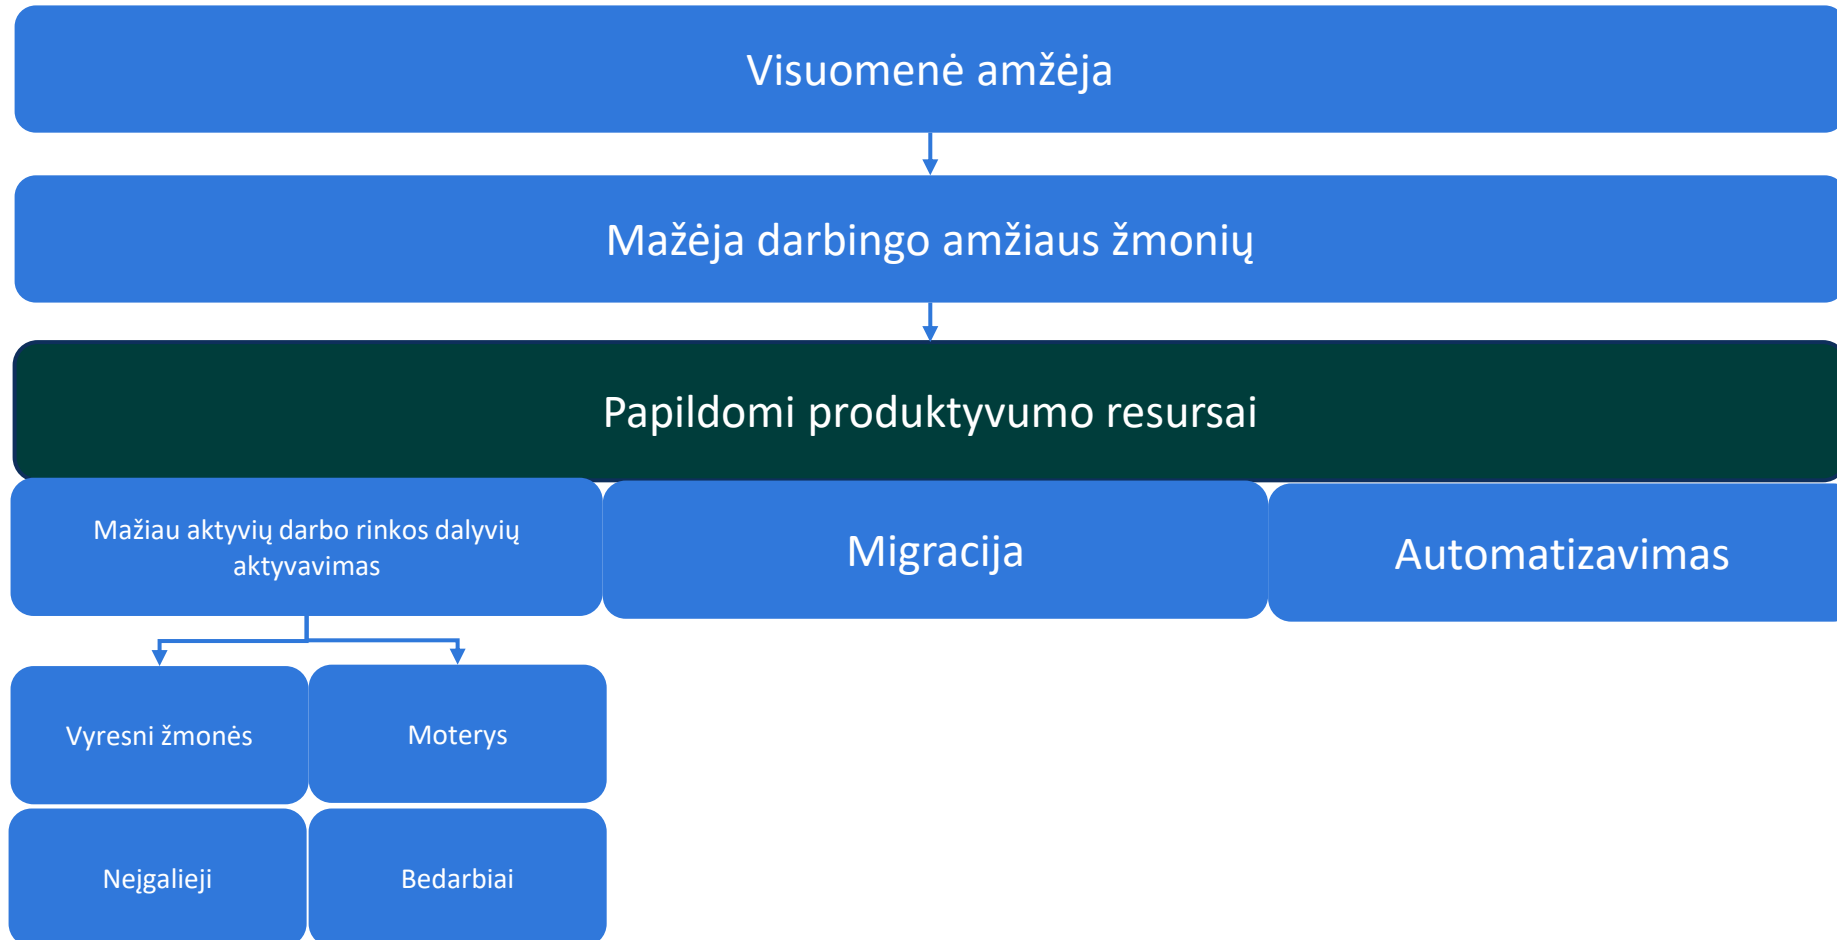 Visuomenė amžėja
Mažėja darbingo amžiaus žmonių
Papildomi produktyvumo resursai
Mažiau aktyvių darbo rinkos dalyvių
aktyvavimas
Migracija
Automatizavimas
Vyresni žmonės
Moterys
Neįgalieji
Bedarbiai